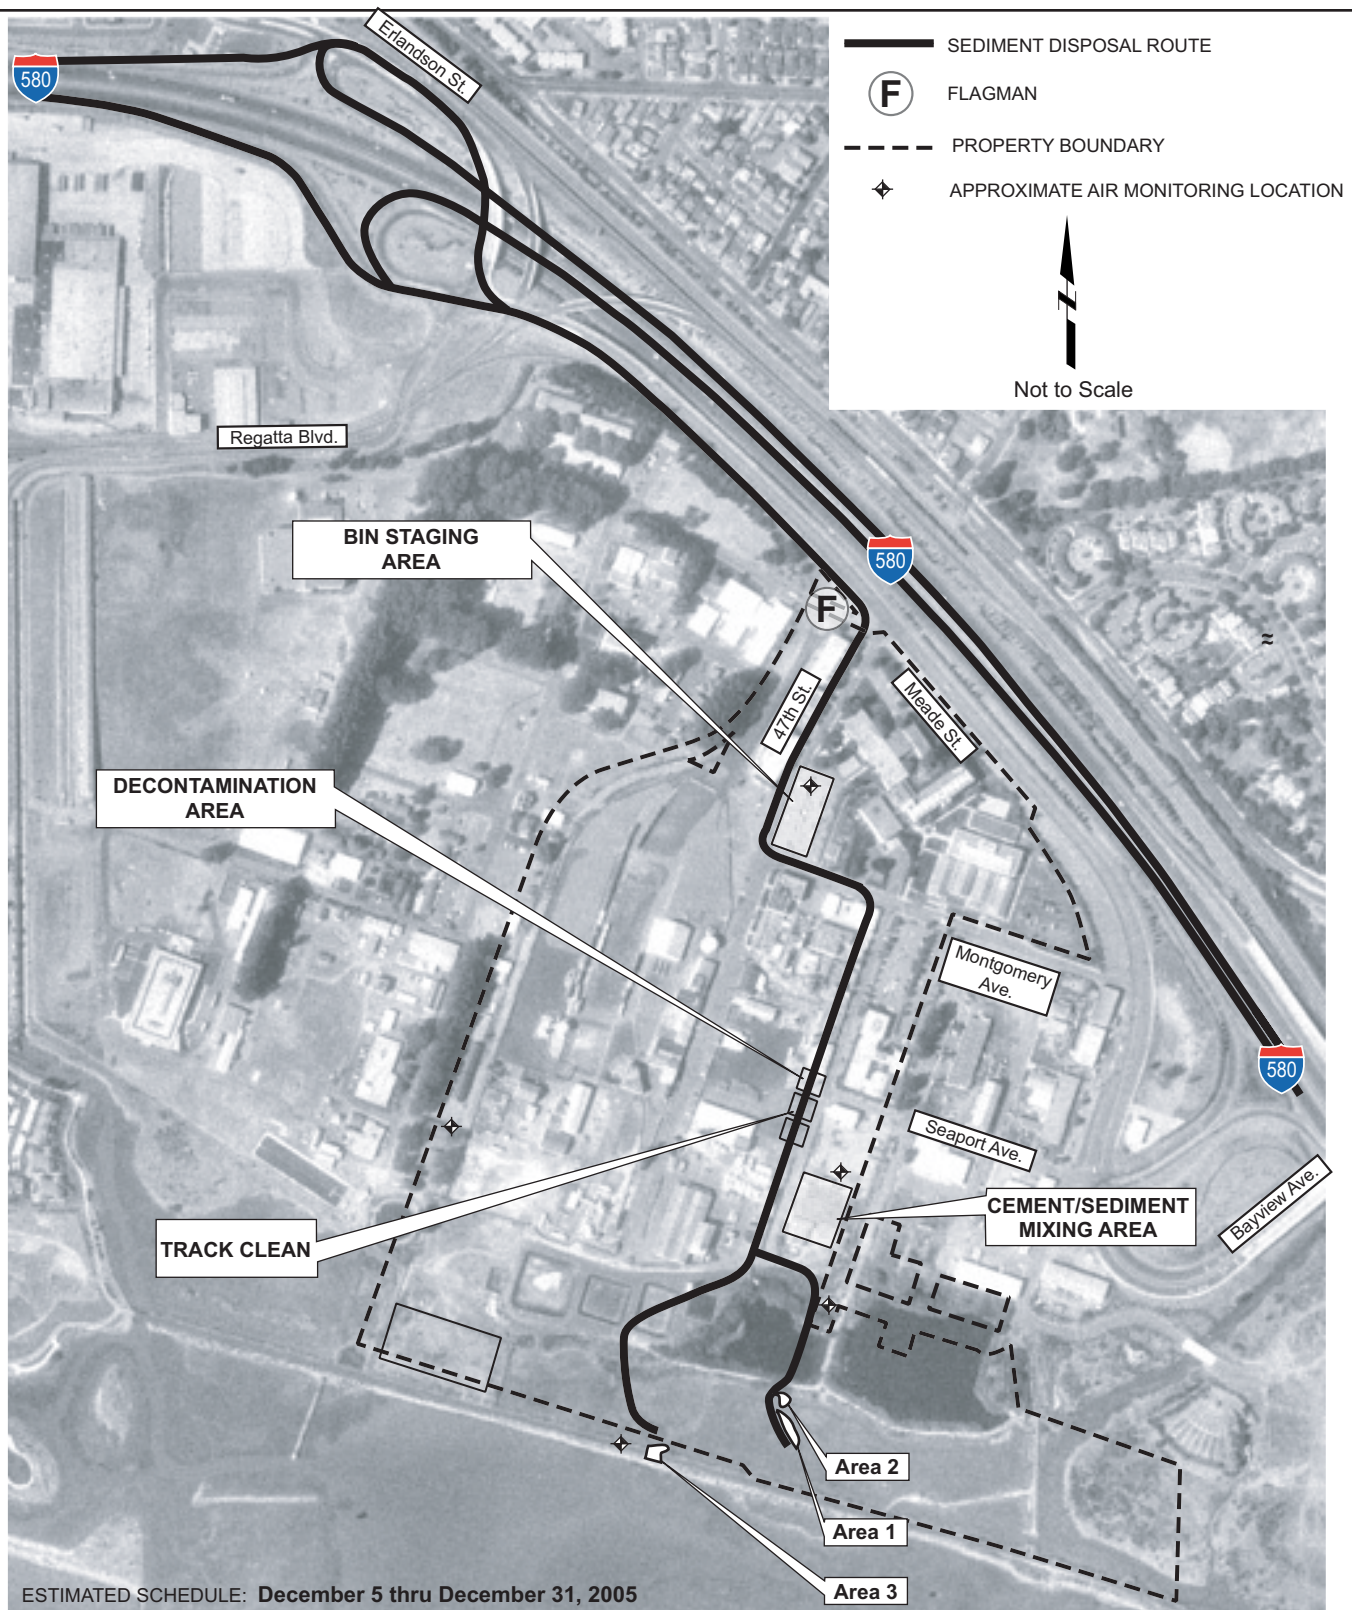 SEDIMENT DISPOSAL ROUTE
F
FLAGMAN
PROPERTY BOUNDARY
APPROXIMATE AIR MONITORING LOCATION
N
Not to Scale
580
Erlandson St.
Regatta Blvd.
BIN STAGING
AREA
580
F
47th St.
Meade St.
DECONTAMINATION
AREA
Montgomery
Ave.
580
Seaport Ave.
Bayview Ave.
CEMENT/SEDIMENT
MIXING AREA
TRACK CLEAN
Area 2
Area 1
Area 3
ESTIMATED SCHEDULE: December 5 thru December 31, 2005